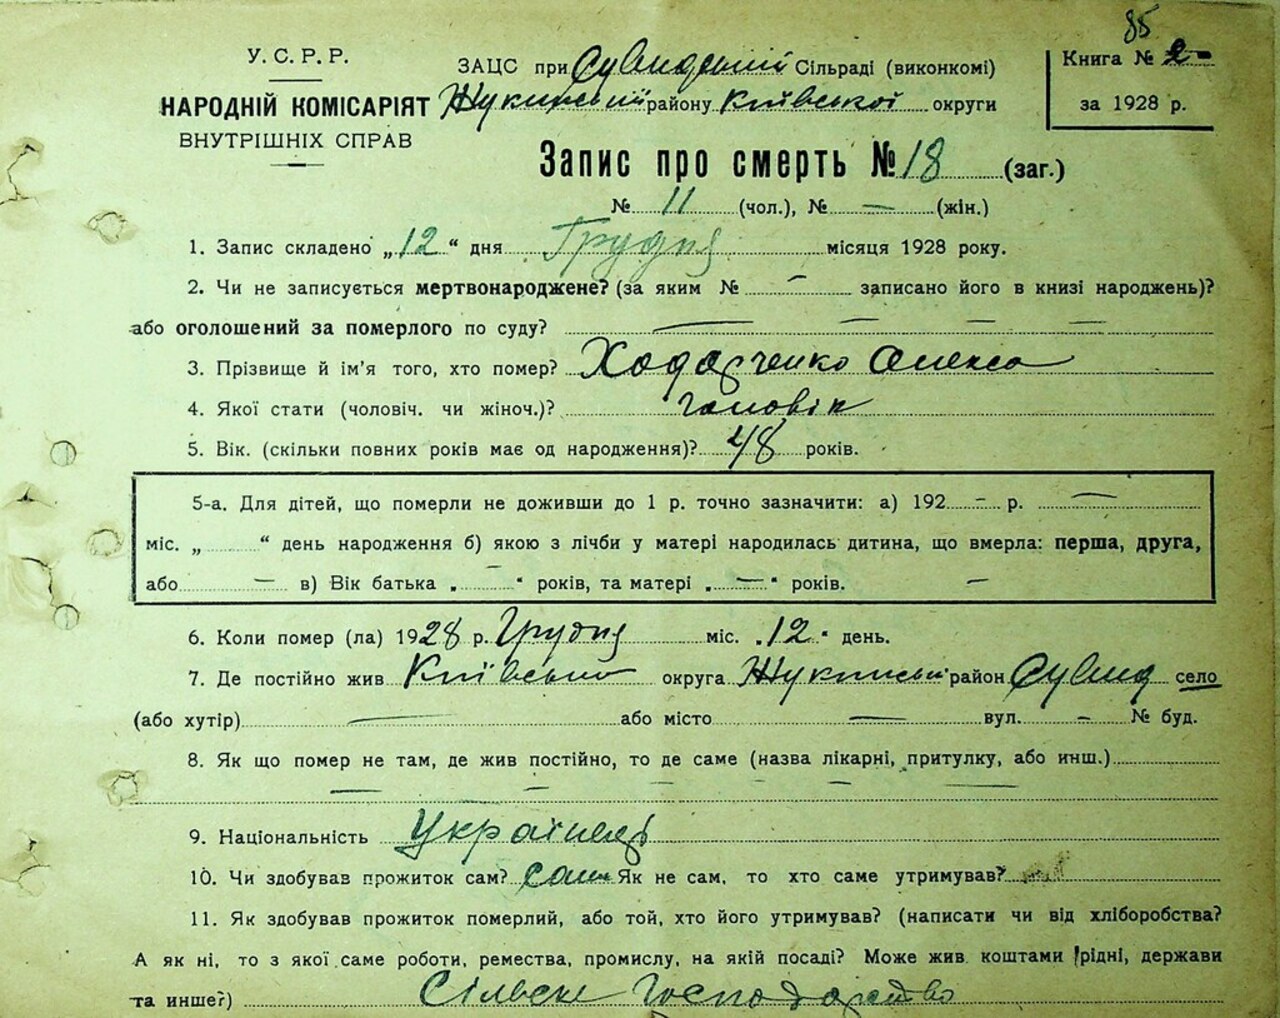 85
У. С. Р. Р.
ЗАЦС при Сувидський Сільраді (виконкомі)
Книга № 2-
НАРОДНІЙ КОМІСАРІЯТ
Жукинський району Київської округи
за 1928 р.
ВНУТРІШНІХ СПРАВ
Запис про смерть № 18 (заг.)
№ 11 (чол.), № — (жін.)
1. Запис складено „12“ дня Грудня місяця 1928 року.
2. Чи не записується мертвонароджене? (за яким № — записано його в книзі народжень)?
або оголошений за померлого по суду? — — — —
3. Прізвище й ім'я того, хто помер? Ходарченко Олекса
4. Якої стати (чоловіч. чи жіноч.)? чоловік
5. Вік. (скільки повних років має од народження)? 48 років.
5-а. Для дітей, що померли не доживши до 1 р. точно зазначити: а) 192 — р. —
міс. „ “ день народження б) якою з лічби у матері народилась дитина, що вмерла: перша, друга,
або — в) Вік батька „ — “ років, та матері „ — “ років. —
6. Коли помер (ла) 1928 р. Грудня міс. „12“ день.
7. Де постійно жив Київська округа Жукинський район Сувид село
(або хутір) — або місто — вул. — № буд.
8. Як що помер не там, де жив постійно, то де саме (назва лікарні, притулку, або инш.)
— — — — —
9. Національність Українець
10. Чи здобував прожиток сам? сам Як не сам, то хто саме утримував?
11. Як здобував прожиток померлий, або той, хто його утримував? (написати чи від хліборобства?
А як ні, то з якої саме роботи, ремества, промислу, на якій посаді? Може жив коштами рідні, держави
та инше?) Сільске Господарство